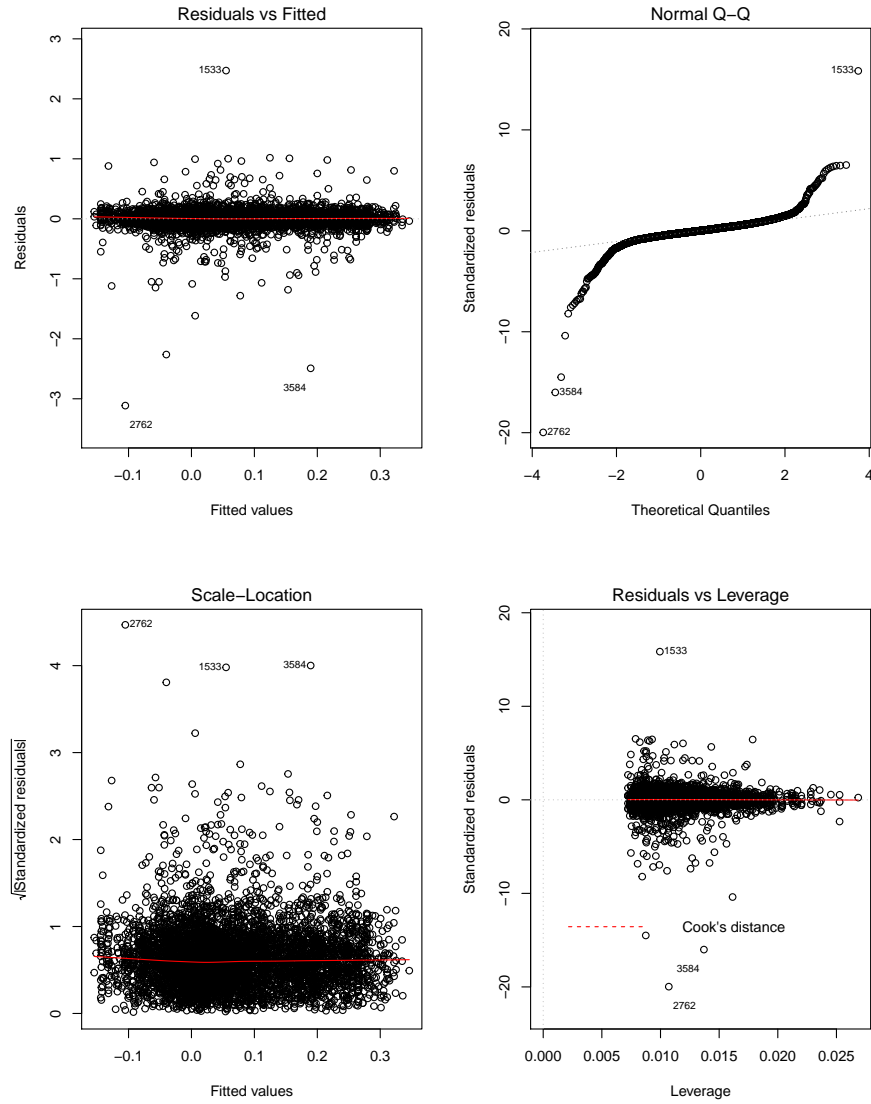 Residuals vs Fitted
3
2
1
0
−1
−2
−3
Residuals
1533
3584
2762
−0.1 0.0 0.1 0.2 0.3
Fitted values
Normal Q−Q
20
10
0
−10
−20
Standardized residuals
1533
3584
2762
−4 −2 0 2 4
Theoretical Quantiles
Scale−Location
4
3
2
1
0
√|Standardized residuals|
2762
1533
3584
−0.1 0.0 0.1 0.2 0.3
Fitted values
Residuals vs Leverage
20
10
0
−10
−20
Standardized residuals
1533
Cook's distance
3584
2762
0.000 0.005 0.010 0.015 0.020 0.025
Leverage